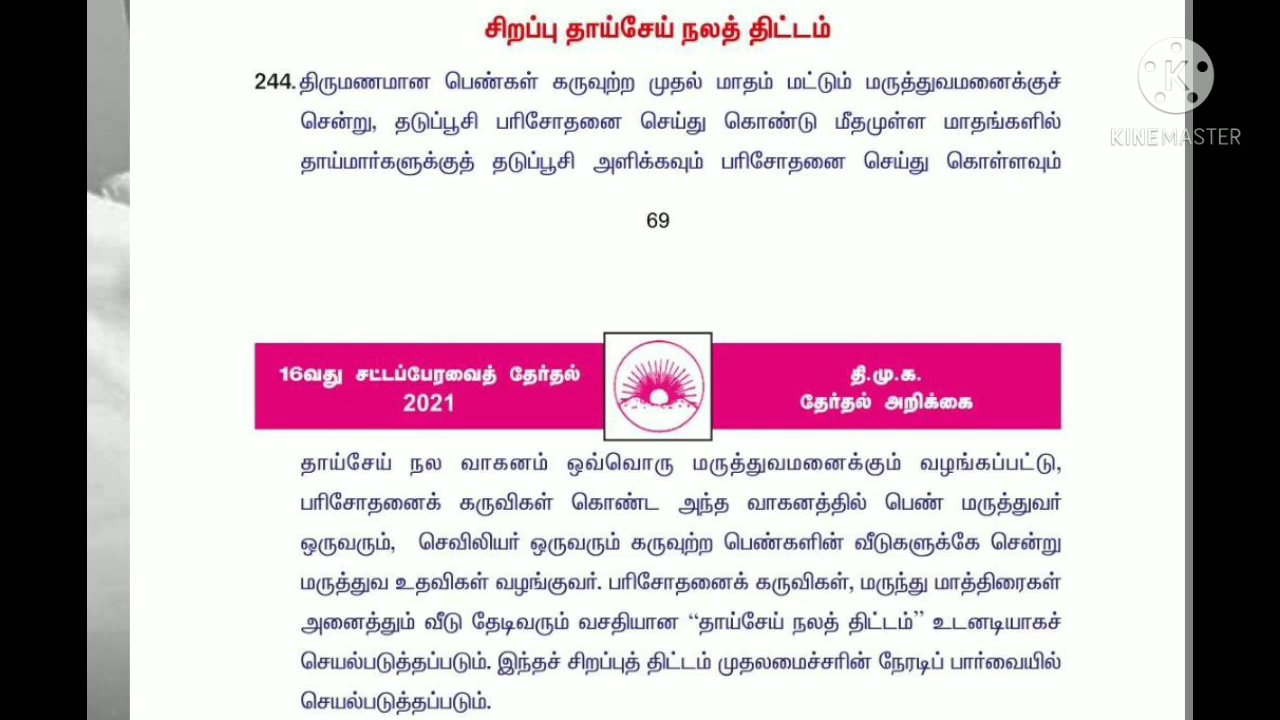 சிறப்பு தாய்சேய் நலத் திட்டம்
244. திருமணமான பெண்கள் கருவுற்ற முதல் மாதம் மட்டும் மருத்துவமனைக்குச்
சென்று, தடுப்பூசி பரிசோதனை செய்து கொண்டு மீதமுள்ள மாதங்களில்
தாய்மார்களுக்குத் தடுப்பூசி அளிக்கவும் பரிசோதனை செய்து கொள்ளவும்
KINEMASTER
69
16வது சட்டப்பேரவைத் தேர்தல்
2021
தி.மு.க.
தேர்தல் அறிக்கை
தாய்சேய் நல வாகனம் ஒவ்வொரு மருத்துவமனைக்கும் வழங்கப்பட்டு,
பரிசோதனைக் கருவிகள் கொண்ட அந்த வாகனத்தில் பெண் மருத்துவர்
ஒருவரும், செவிலியர் ஒருவரும் கருவுற்ற பெண்களின் வீடுகளுக்கே சென்று
மருத்துவ உதவிகள் வழங்குவர். பரிசோதனைக் கருவிகள், மருந்து மாத்திரைகள்
அனைத்தும் வீடு தேடிவரும் வசதியான “தாய்சேய் நலத் திட்டம்” உடனடியாகச்
செயல்படுத்தப்படும். இந்தச் சிறப்புத் திட்டம் முதலமைச்சரின் நேரடிப் பார்வையில்
செயல்படுத்தப்படும்.